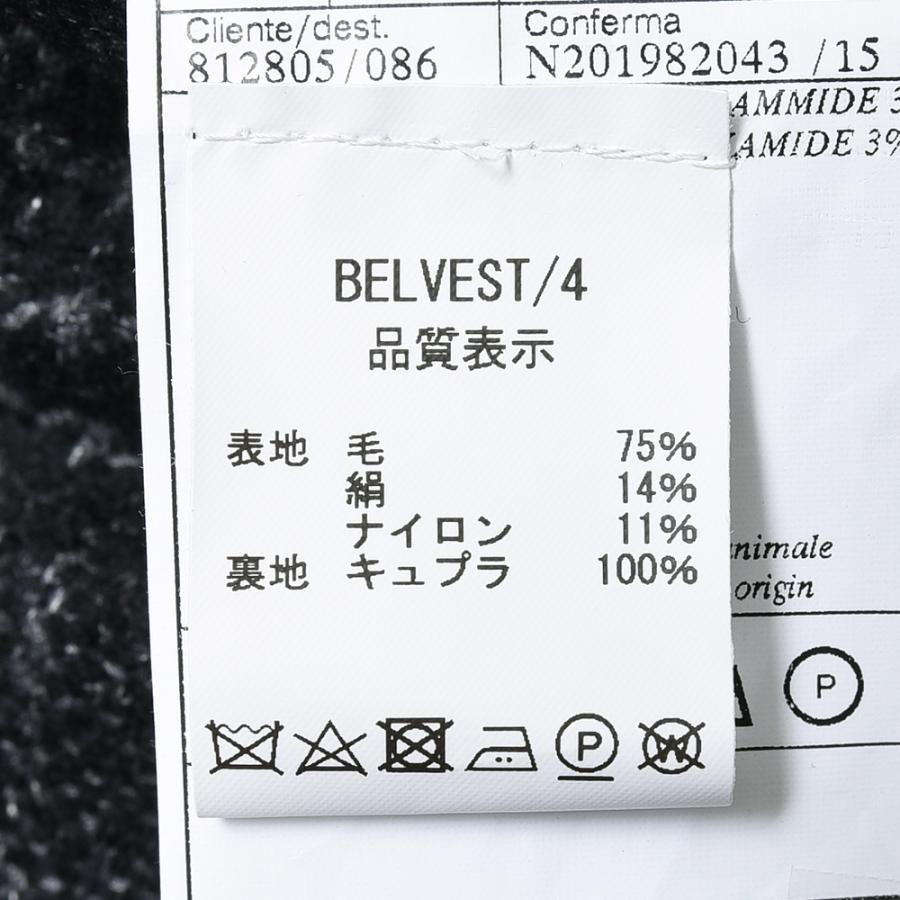 Cliente/dest. Conferma
812805/086 N201982043 /15
AMMIDE 3
AMIDE 3%
BELVEST/4
品質表示
表地 毛 75%
絹 14%
ナイロン 11%
裏地 キュプラ 100%
nimale
origin
P
P
W